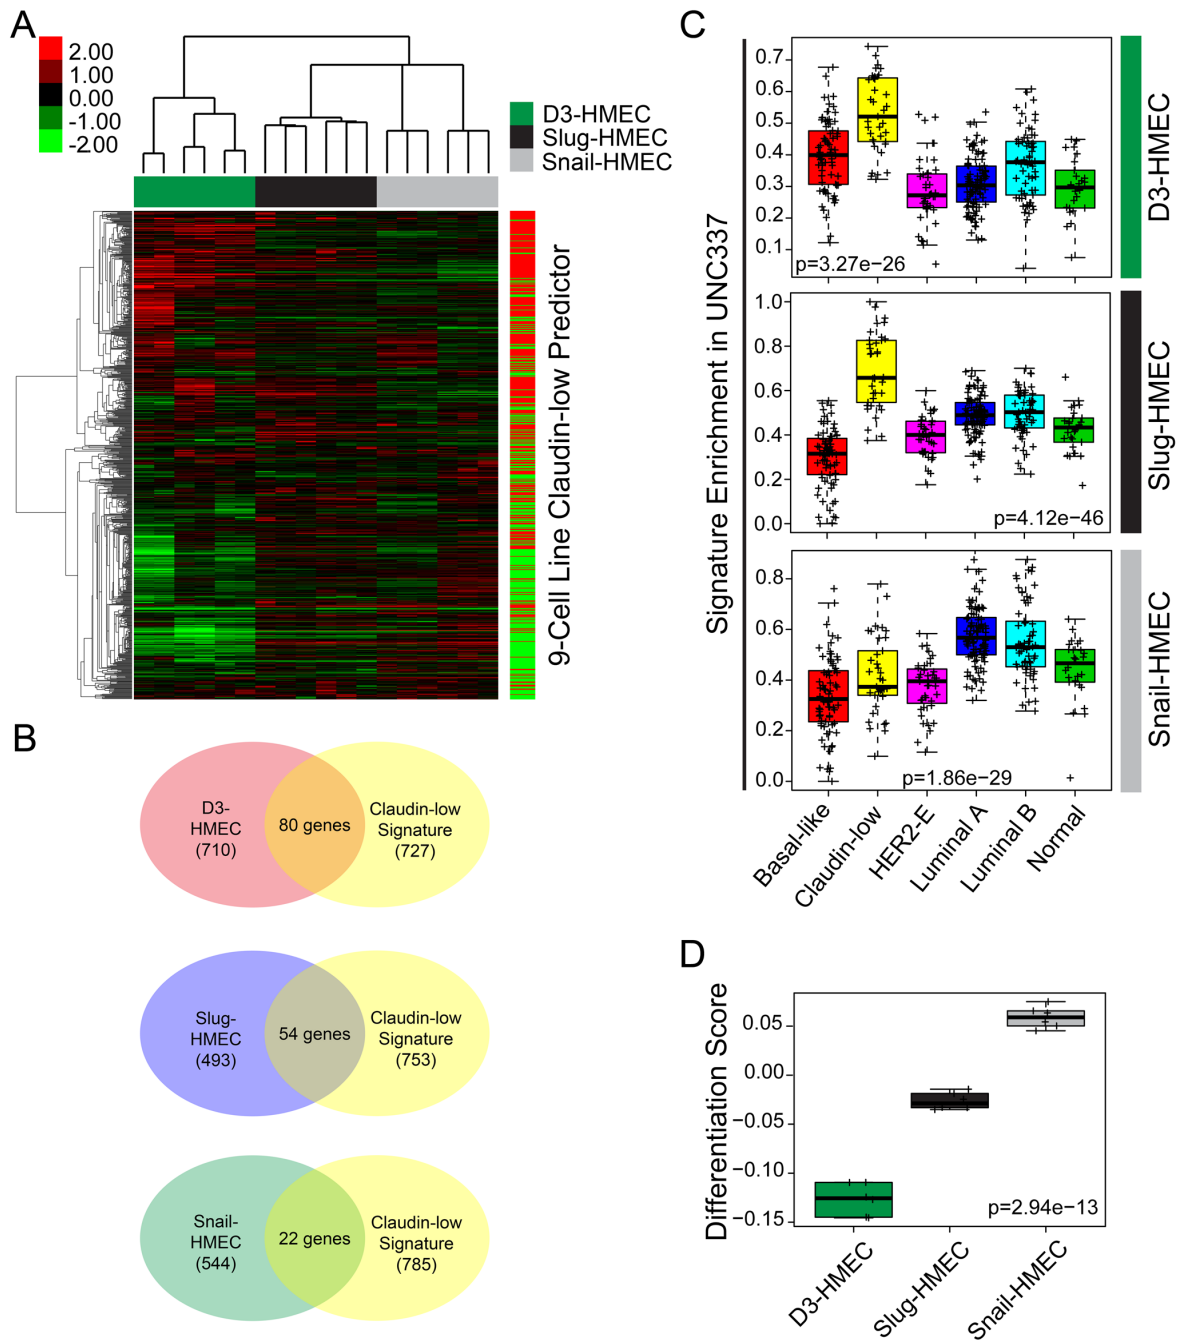 A
2.00
1.00
0.00
-1.00
-200
D3-HMEC
Slug-HMEC
Snail-HMEC
9-Cell Line Claudin-low Predictor
B
D3-
HMEC
(710)
80 genes
Claudin-low
Signature
(727)
Slug-
HMEC
(493)
54 genes
Claudin-low
Signature
(753)
Snail-
HMEC
(544)
22 genes
Claudin-low
Signature
(785)
C
Signature Enrichment in UNC337
0.7
0.6
0.5
0.4
0.3
0.2
0.1
p=3.27e−26
D3-HMEC
1.0
0.8
0.6
0.4
0.2
0.0
p=4.12e−46
Slug-HMEC
0.8
0.6
0.4
0.2
0.0
p=1.86e−29
Snail-HMEC
Basal-like
Claudin-low
HER2-E
Luminal A
Luminal B
Normal
D
Differentiation Score
0.05
0.00
−0.05
−0.10
−0.15
p=2.94e−13
D3-HMEC
Slug-HMEC
Snail-HMEC